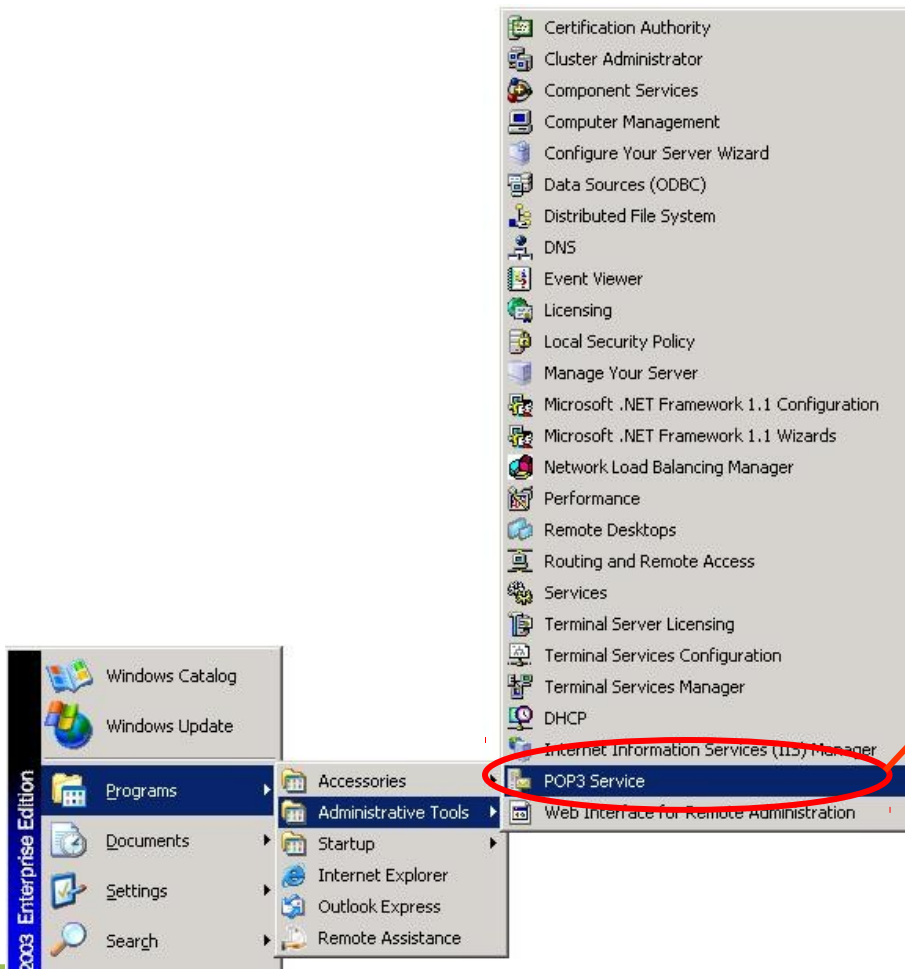 Certification Authority
Cluster Administrator
Component Services
Computer Management
Configure Your Server Wizard
Data Sources (ODBC)
Distributed File System
DNS
Event Viewer
Licensing
Local Security Policy
Manage Your Server
Microsoft .NET Framework 1.1 Configuration
Microsoft .NET Framework 1.1 Wizards
Network Load Balancing Manager
Performance
Remote Desktops
Routing and Remote Access
Services
Terminal Server Licensing
Terminal Services Configuration
Terminal Services Manager
DHCP
Internet Information Services (IIS) Manager
POP3 Service
Web Interface for Remote Administration
Windows Catalog
Windows Update
Programs
Documents
Settings
Search
Accessories
Administrative Tools
Startup
Internet Explorer
Outlook Express
Remote Assistance
2003 Enterprise Edition